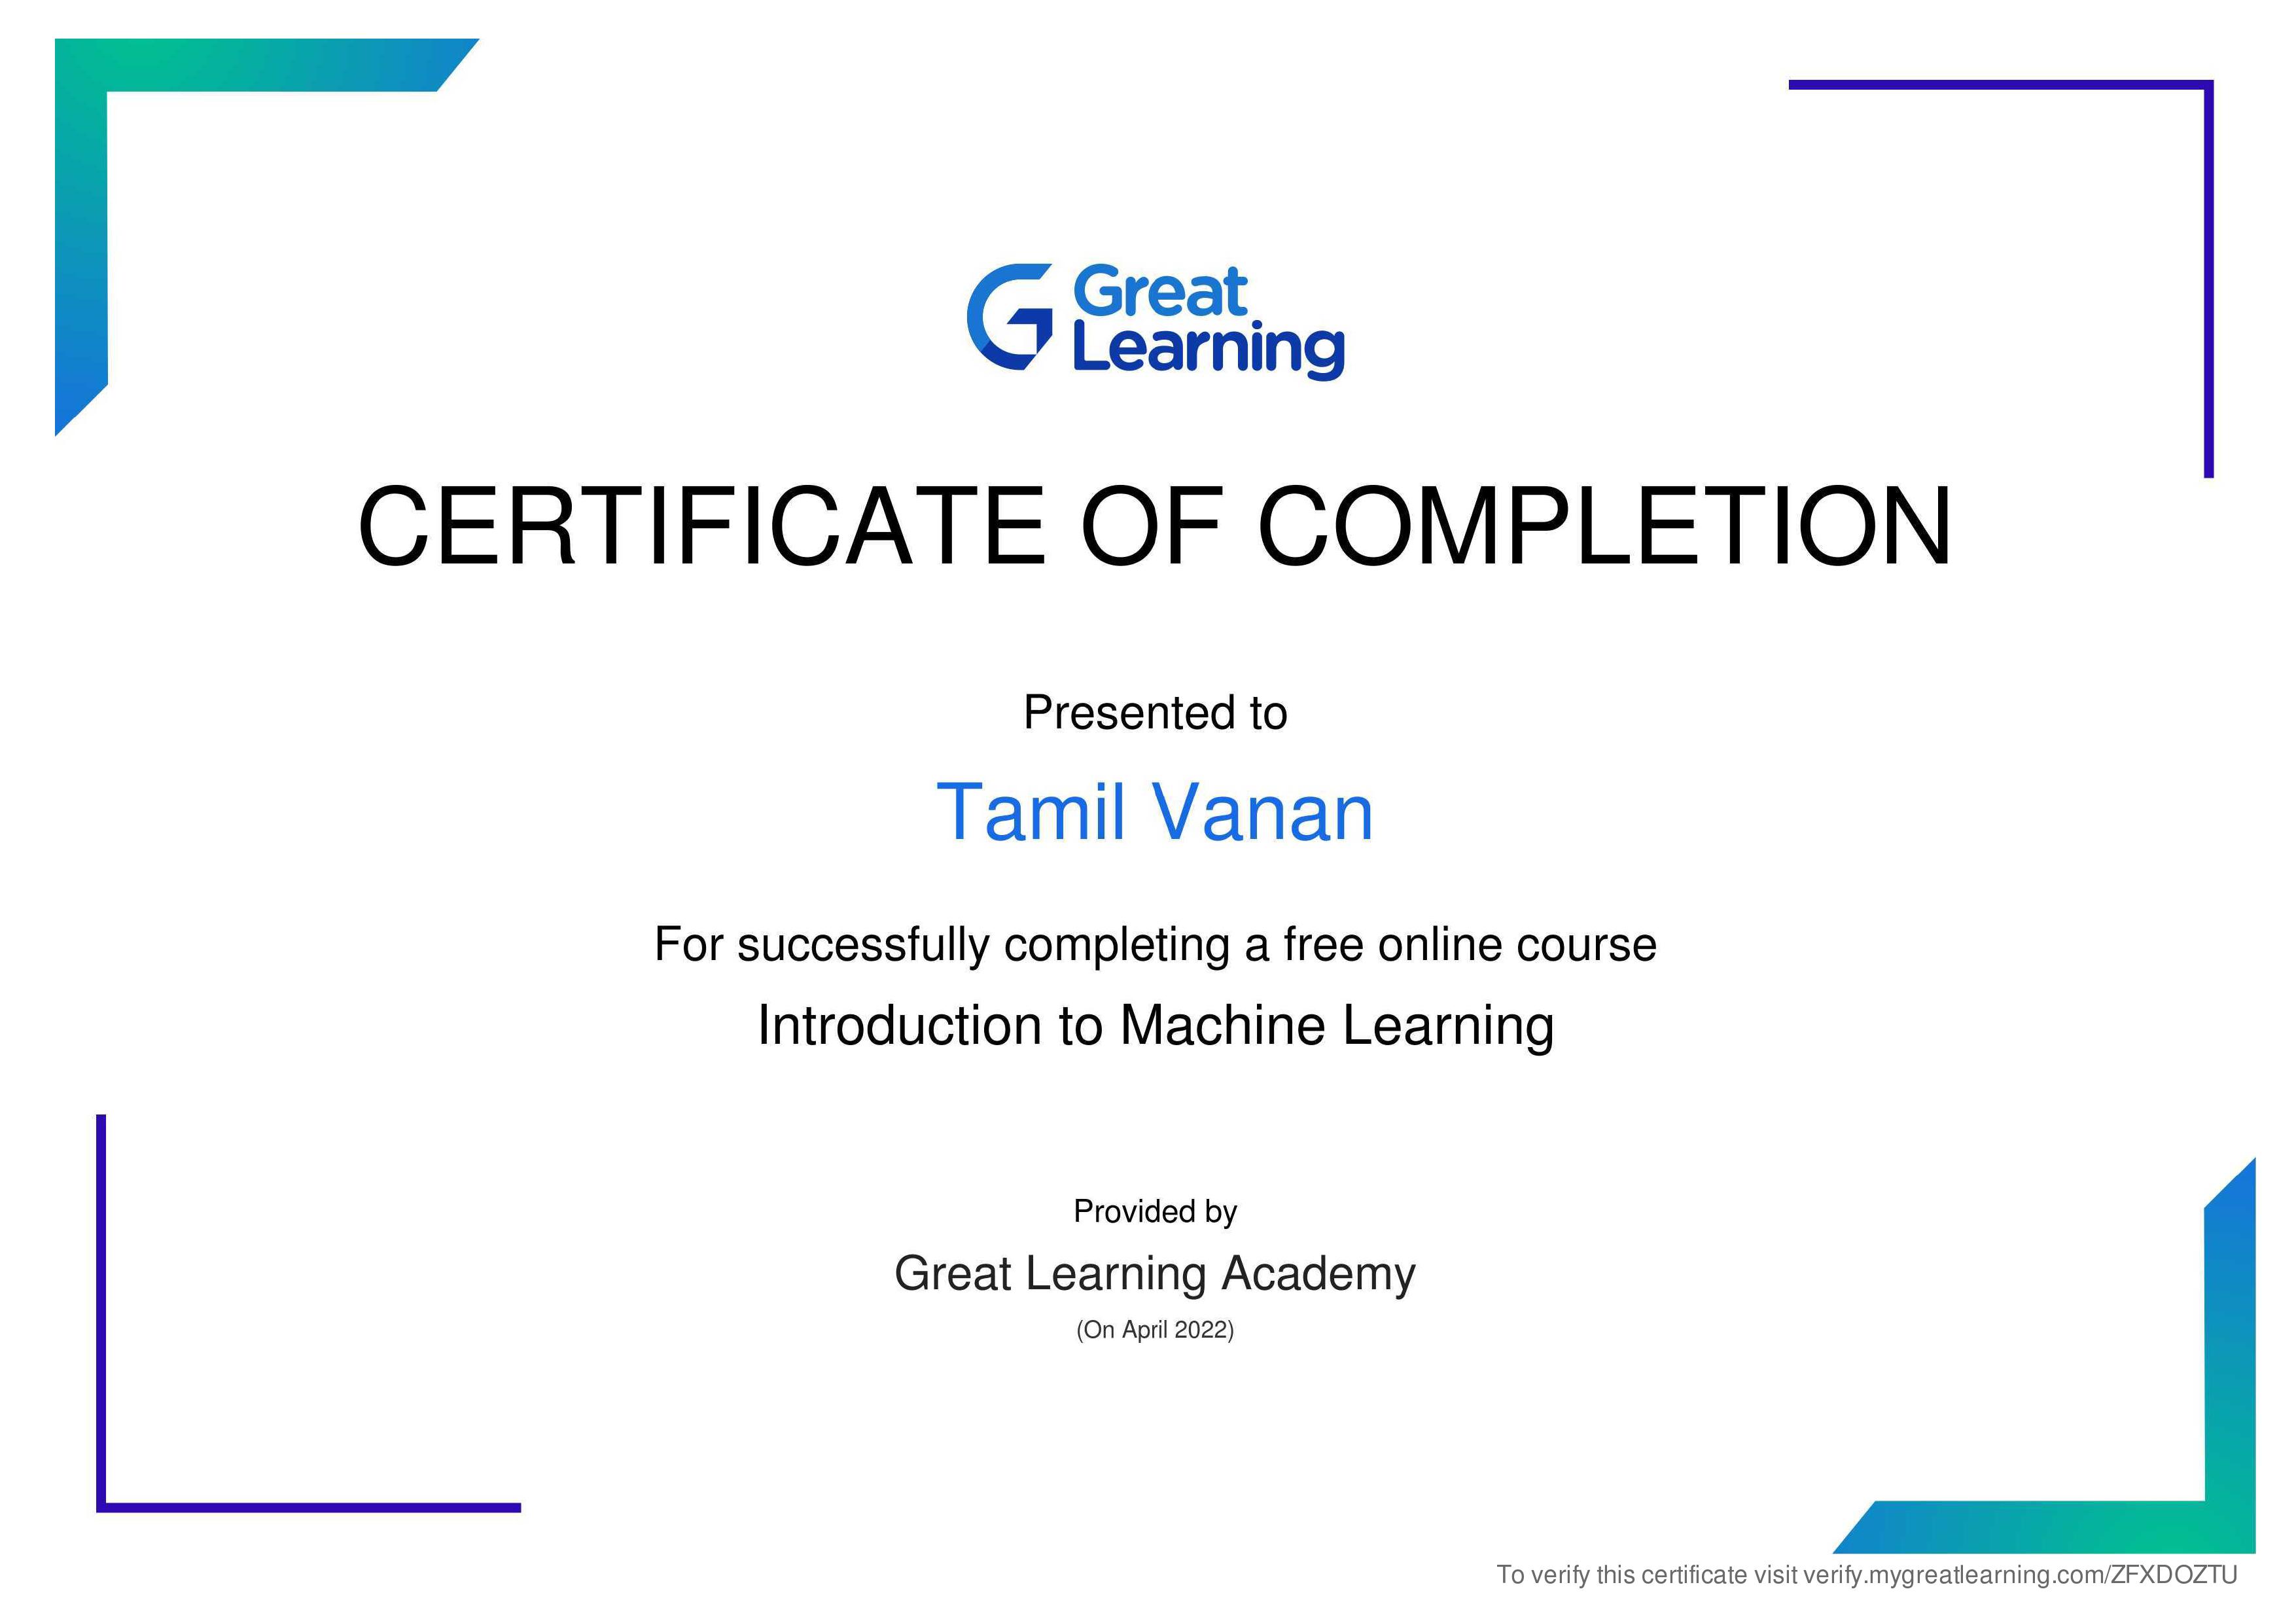 Great
Learning
CERTIFICATE OF COMPLETION
Presented to
Tamil Vanan
For successfully completing a free online course
Introduction to Machine Learning
Provided by
Great Learning Academy
(On April 2022)
To verify this certificate visit verify.mygreatlearning.com/ZFXDOZTU